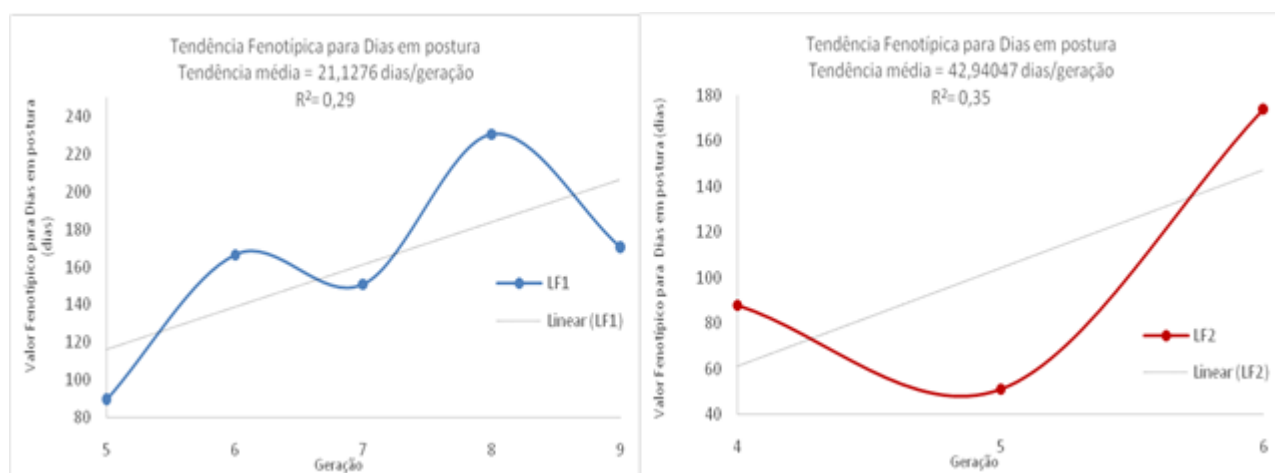 Tendência Fenotípica para Dias em postura
Tendência média = 21,1276 dias/geração
R²= 0,29
Valor Fenotípico para Dias em postura
(dias)
240
220
200
180
160
140
120
100
80
5
6
7
8
9
Geração
LF1
Linear (LF1)
Tendência Fenotípica para Dias em postura
Tendência média = 42,94047 dias/geração
R²= 0,35
Valor Fenotípico para Dias em postura (dias)
180
160
140
120
100
80
60
40
4
5
6
Geração
LF2
Linear (LF2)